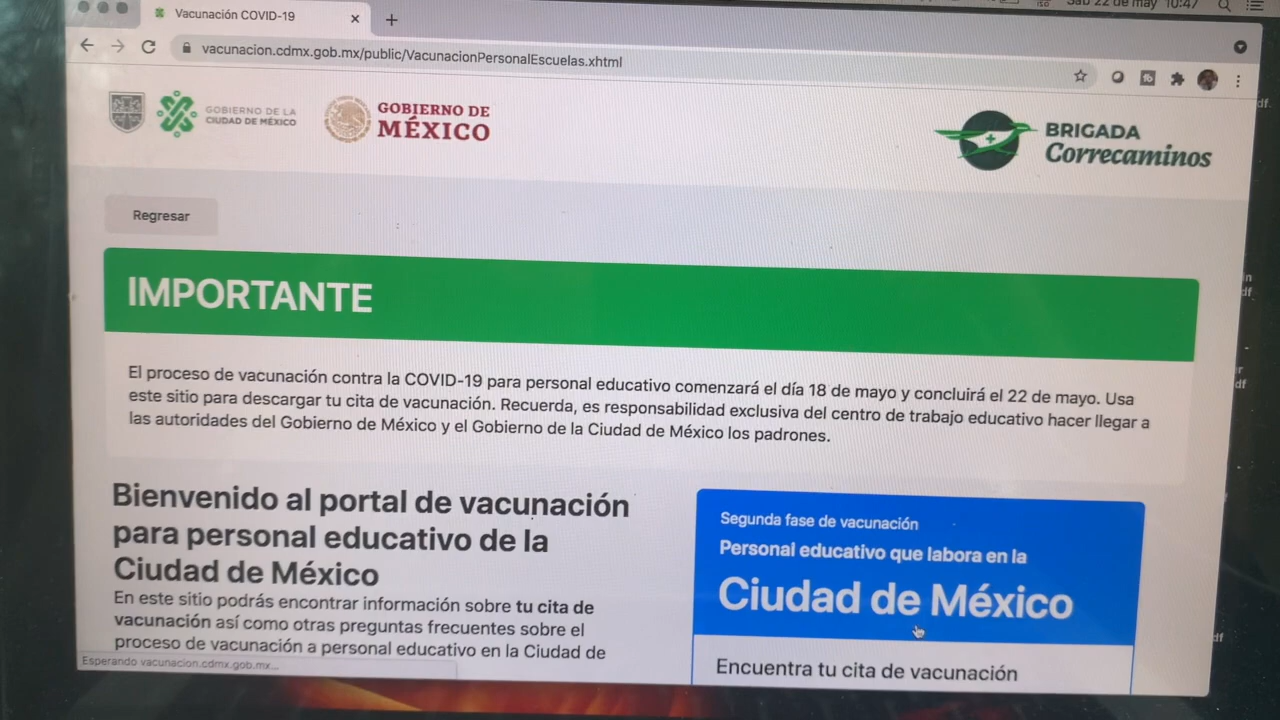 Sáb 22 de may 10:47
Vacunación COVID-19
vacunacion.cdmx.gob.mx/public/VacunacionPersonalEscuelas.xhtml
GOBIERNO DE LA
CIUDAD DE MÉXICO
GOBIERNO DE
MÉXICO
BRIGADA
Correcaminos
Regresar
IMPORTANTE
El proceso de vacunación contra la COVID-19 para personal educativo comenzará el día 18 de mayo y concluirá el 22 de mayo. Usa
este sitio para descargar tu cita de vacunación. Recuerda, es responsabilidad exclusiva del centro de trabajo educativo hacer llegar a
las autoridades del Gobierno de México y el Gobierno de la Ciudad de México los padrones.
Bienvenido al portal de vacunación
para personal educativo de la
Ciudad de México
En este sitio podrás encontrar información sobre tu cita de
vacunación así como otras preguntas frecuentes sobre el
proceso de vacunación a personal educativo en la Ciudad de
Segunda fase de vacunación
Personal educativo que labora en la
Ciudad de México
Encuentra tu cita de vacunación
Esperando vacunacion.cdmx.gob.mx...